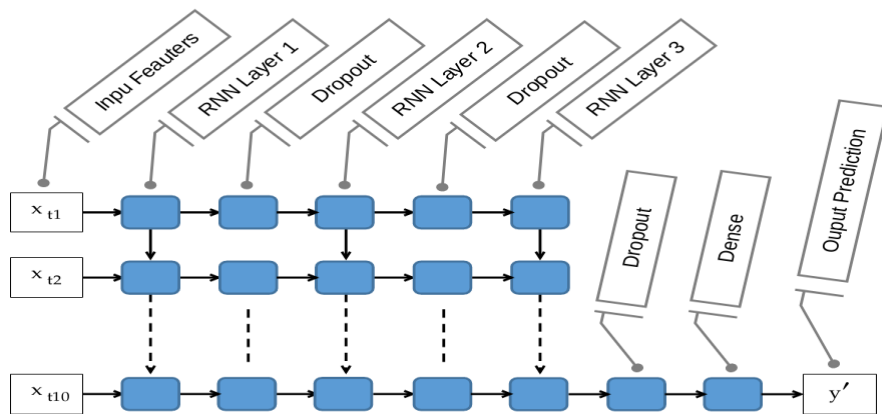 Inpu Feauters
RNN Layer 1
Dropout
RNN Layer 2
Dropout
RNN Layer 3
Dropout
Dense
Ouput Prediction
x t1
x t2
x t10
y′